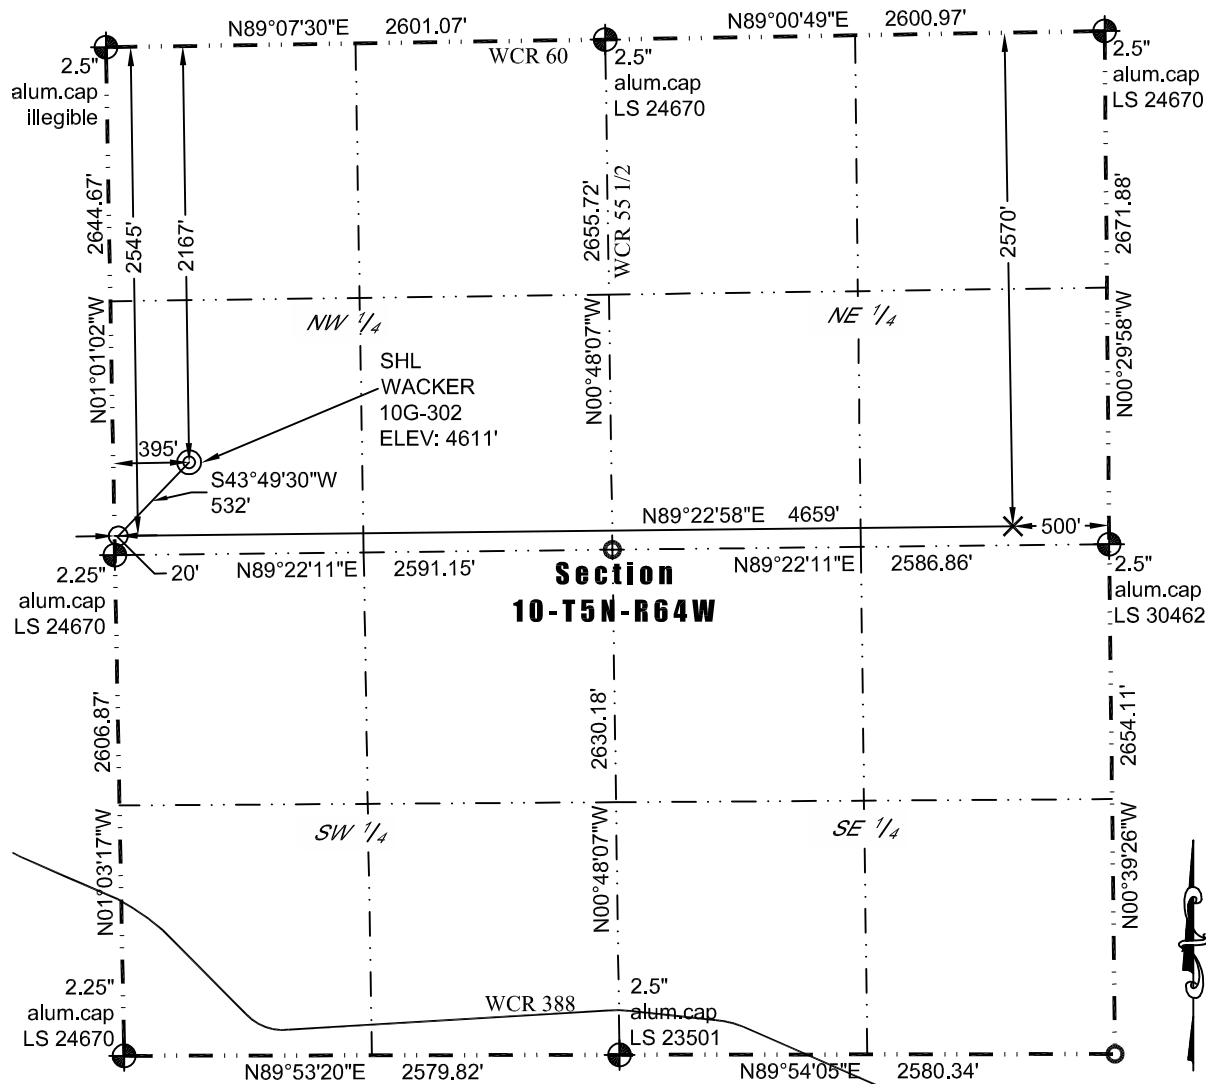 N89°07'30"E 2601.07'
N89°00'49"E 2600.97'
WCR 60
2.5"
alum.cap
illegible
2.5"
alum.cap
LS 24670
2.5"
alum.cap
LS 24670
2644.67'
2545'
2167'
2655.72'
WCR 55 1/2
2570'
2671.88'
N01°01'02"W
NW 1/4
N00°48'07"W
NE 1/4
N00°29'58"W
SHL
WACKER
10G-302
ELEV: 4611'
395'
S43°49'30"W
532'
N89°22'58"E 4659'
500'
20'
N89°22'11"E 2591.15'
N89°22'11"E 2586.86'
2.25"
alum.cap
LS 24670
Section
10-T5N-R64W
2.5"
alum.cap
LS 30462
2606.87'
2630.18'
2654.11'
N01°03'17"W
SW 1/4
N00°48'07"W
SE 1/4
N00°39'26"W
2.25"
alum.cap
LS 24670
WCR 388
2.5"
alum.cap
LS 23501
N89°53'20"E 2579.82'
N89°54'05"E 2580.34'